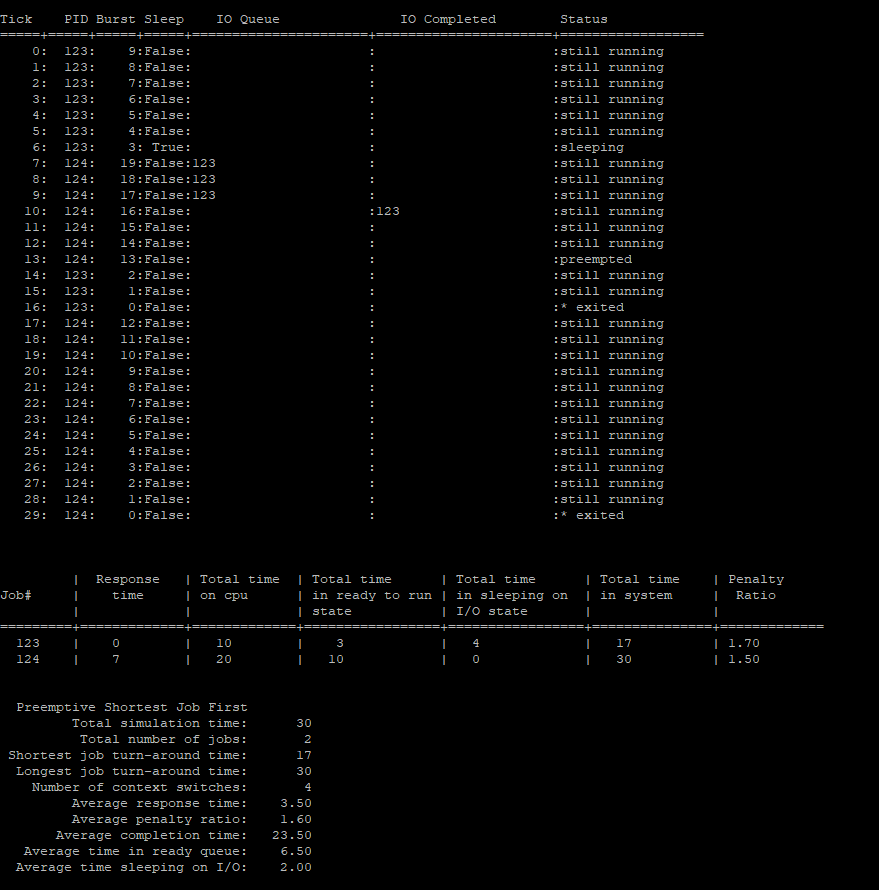 Tick    PID Burst Sleep    IO Queue               IO Completed        Status
=====+=====+=====+=====+======================+======================+==================
    0:  123:    9:False:                      :                      :still running
    1:  123:    8:False:                      :                      :still running
    2:  123:    7:False:                      :                      :still running
    3:  123:    6:False:                      :                      :still running
    4:  123:    5:False:                      :                      :still running
    5:  123:    4:False:                      :                      :still running
    6:  123:    3: True:                      :                      :sleeping
    7:  124:   19:False:123                   :                      :still running
    8:  124:   18:False:123                   :                      :still running
    9:  124:   17:False:123                   :                      :still running
   10:  124:   16:False:                      :123                   :still running
   11:  124:   15:False:                      :                      :still running
   12:  124:   14:False:                      :                      :still running
   13:  124:   13:False:                      :                      :preempted
   14:  123:    2:False:                      :                      :still running
   15:  123:    1:False:                      :                      :still running
   16:  123:    0:False:                      :                      :* exited
   17:  124:   12:False:                      :                      :still running
   18:  124:   11:False:                      :                      :still running
   19:  124:   10:False:                      :                      :still running
   20:  124:    9:False:                      :                      :still running
   21:  124:    8:False:                      :                      :still running
   22:  124:    7:False:                      :                      :still running
   23:  124:    6:False:                      :                      :still running
   24:  124:    5:False:                      :                      :still running
   25:  124:    4:False:                      :                      :still running
   26:  124:    3:False:                      :                      :still running
   27:  124:    2:False:                      :                      :still running
   28:  124:    1:False:                      :                      :still running
   29:  124:    0:False:                      :                      :* exited
         |  Response   | Total time  | Total time      | Total time      | Total time    | Penalty
Job#     |    time     | on cpu      | in ready to run | in sleeping on  | in system     |  Ratio
         |             |             | state           | I/O state       |               |
=========+=============+=============+=================+=================+===============+=============
  123    |    0        |   10        |   3             |   4             |   17          | 1.70
  124    |    7        |   20        |  10             |   0             |   30          | 1.50
  Preemptive Shortest Job First
         Total simulation time:      30
          Total number of jobs:       2
 Shortest job turn-around time:      17
  Longest job turn-around time:      30
    Number of context switches:       4
         Average response time:    3.50
         Average penalty ratio:    1.60
       Average completion time:   23.50
   Average time in ready queue:    6.50
  Average time sleeping on I/O:    2.00